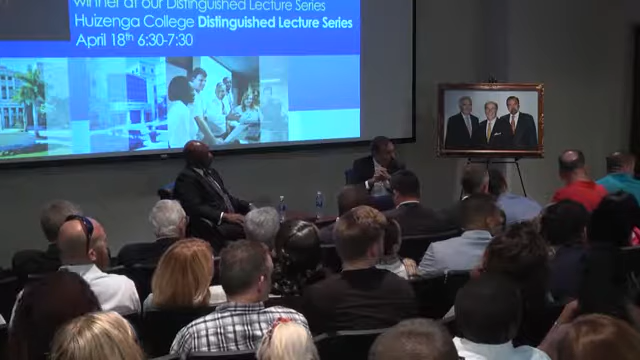 winner at our Distinguished Lecture Series
Huizenga College Distinguished Lecture Series
April 18th 6:30-7:30